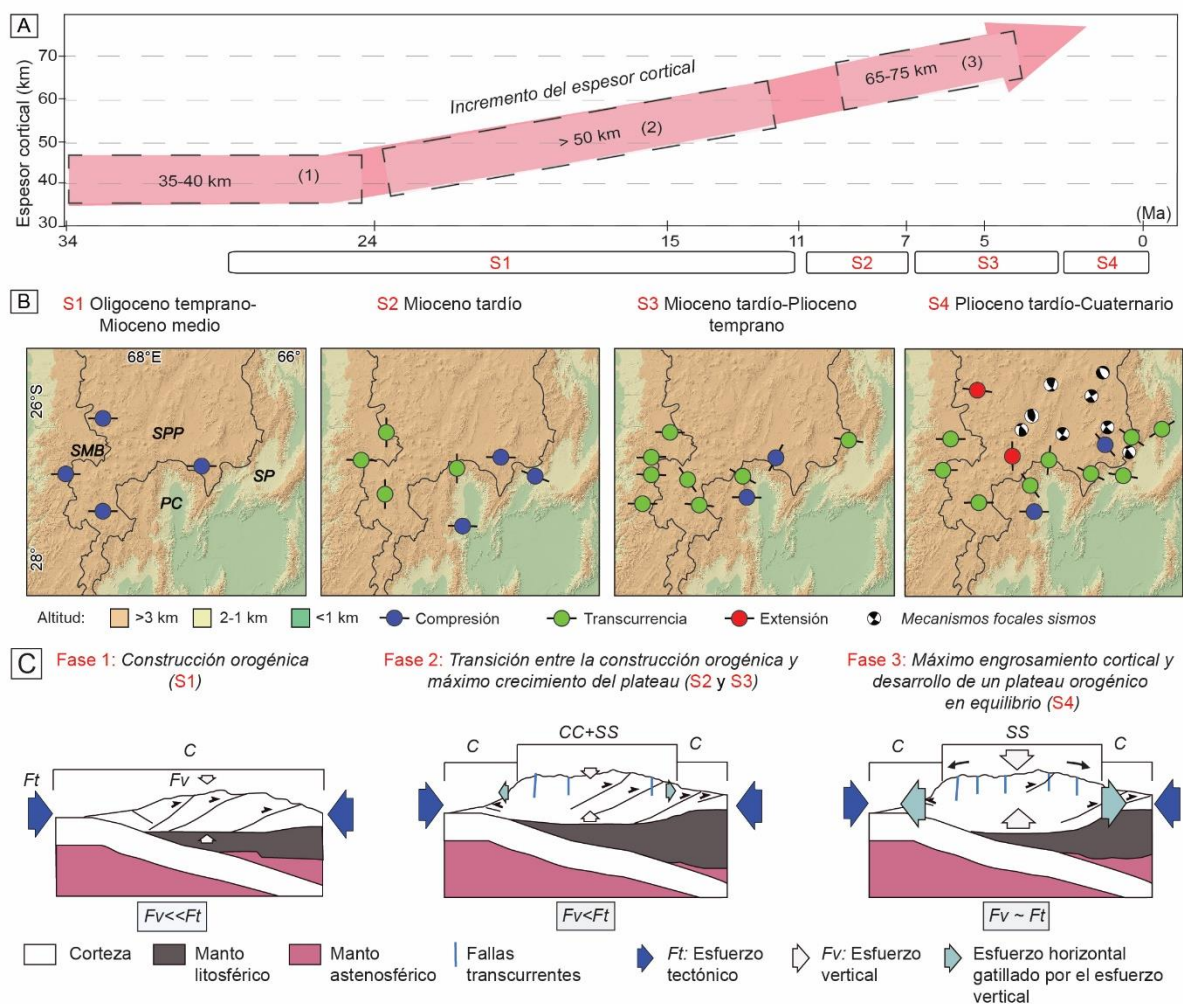 A
Espesor cortical (km)
70
60
50
40
30
Incremento del espesor cortical
35-40 km (1)
> 50 km (2)
65-75 km (3)
(Ma)
34 24 15 11 7 5 0
S1 S2 S3 S4
B
S1 Oligoceno temprano-
Mioceno medio
S2 Mioceno tardío
S3 Mioceno tardío-Plioceno
temprano
S4 Plioceno tardío-Cuaternario
68°E 66°
26°S
28°
SMB
SPP
PC
SP
Altitud: >3 km 2-1 km <1 km Compresión Transcurrencia Extensión Mecanismos focales sismos
C
Fase 1: Construcción orogénica
(S1)
Fase 2: Transición entre la construcción orogénica y
máximo crecimiento del plateau (S2 y S3)
Fase 3: Máximo engrosamiento cortical y
desarrollo de un plateau orogénico
en equilibrio (S4)
C
Ft Fv
Fv<<Ft
C CC+SS C
Fv<Ft
C SS C
Fv ~ Ft
Corteza
Manto
litosférico
Manto
astenosférico
Fallas
transcurrentes
Ft: Esfuerzo
tectónico
Fv: Esfuerzo
vertical
Esfuerzo horizontal
gatillado por el esfuerzo
vertical